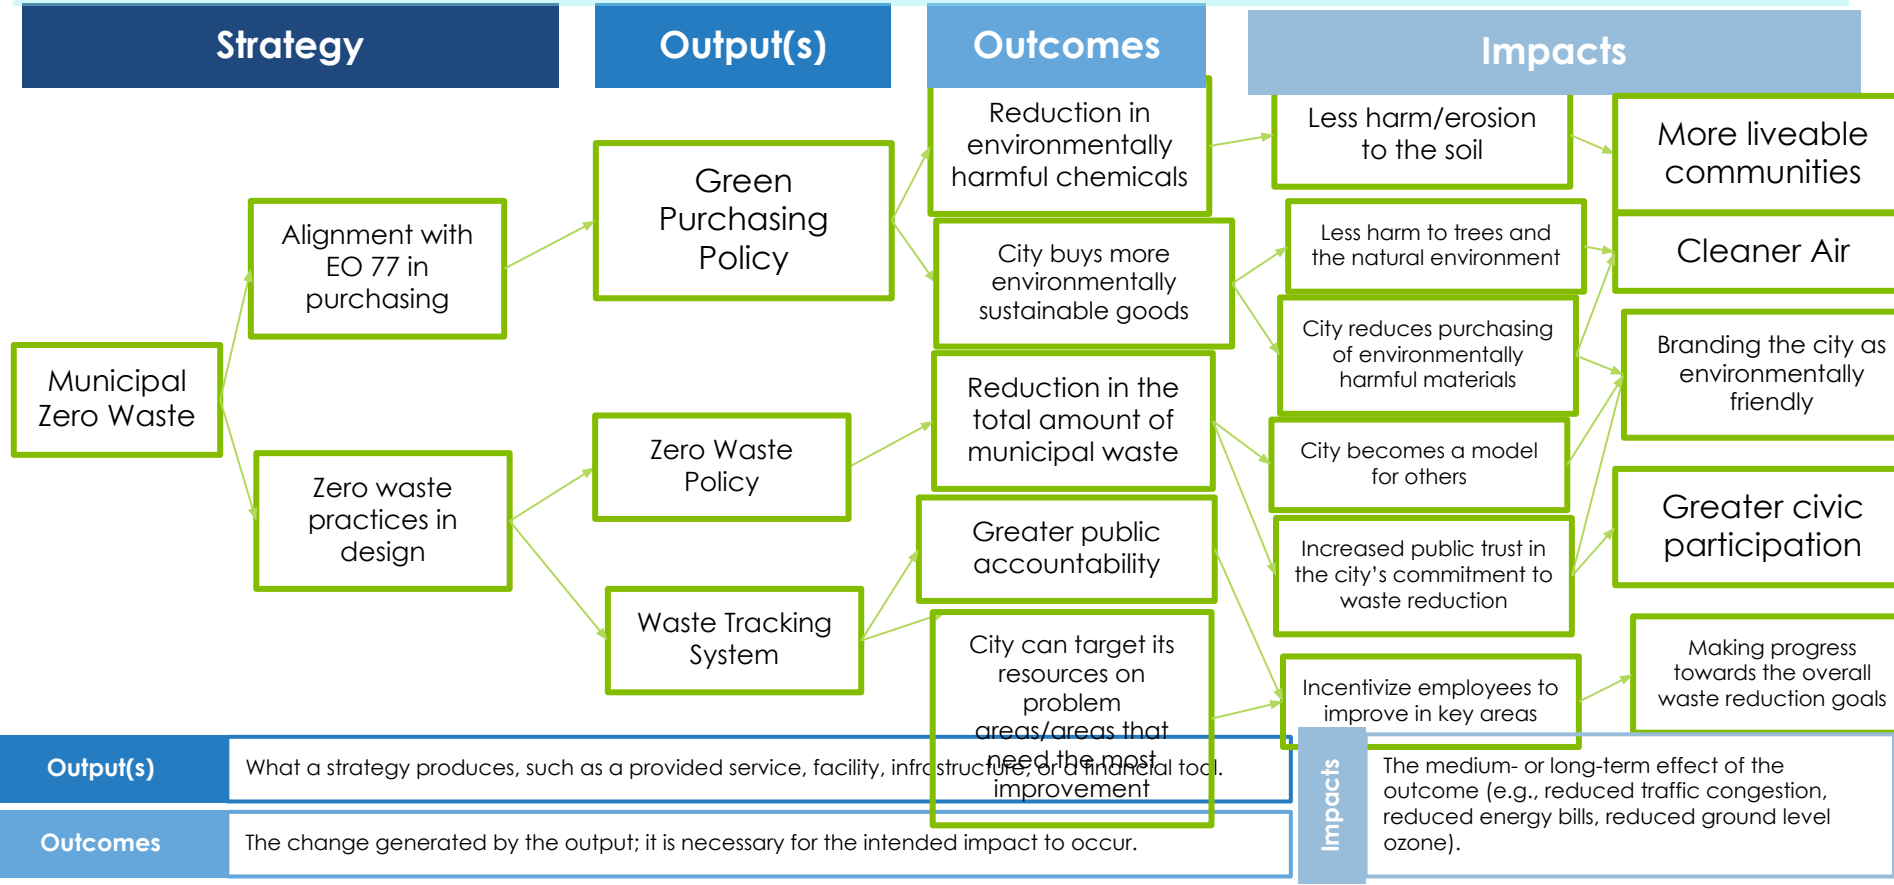 Strategy
Output(s)
Outcomes
Impacts
Municipal
Zero Waste
Alignment with
EO 77 in
purchasing
Zero waste
practices in
design
Green
Purchasing
Policy
Zero Waste
Policy
Waste Tracking
System
Reduction in
environmentally
harmful chemicals
City buys more
environmentally
sustainable goods
Reduction in the
total amount of
municipal waste
Greater public
accountability
City can target its
resources on
problem
areas/areas that
need the most
improvement
Less harm/erosion
to the soil
Less harm to trees and
the natural environment
City reduces purchasing
of environmentally
harmful materials
City becomes a model
for others
Increased public trust in
the city’s commitment to
waste reduction
Incentivize employees to
improve in key areas
More liveable
communities
Cleaner Air
Branding the city as
environmentally
friendly
Greater civic
participation
Making progress
towards the overall
waste reduction goals
Output(s)
What a strategy produces, such as a provided service, facility, infrastructure, or a financial tool.
Outcomes
The change generated by the output; it is necessary for the intended impact to occur.
Impacts
The medium- or long-term effect of the
outcome (e.g., reduced traffic congestion,
reduced energy bills, reduced ground level
ozone).